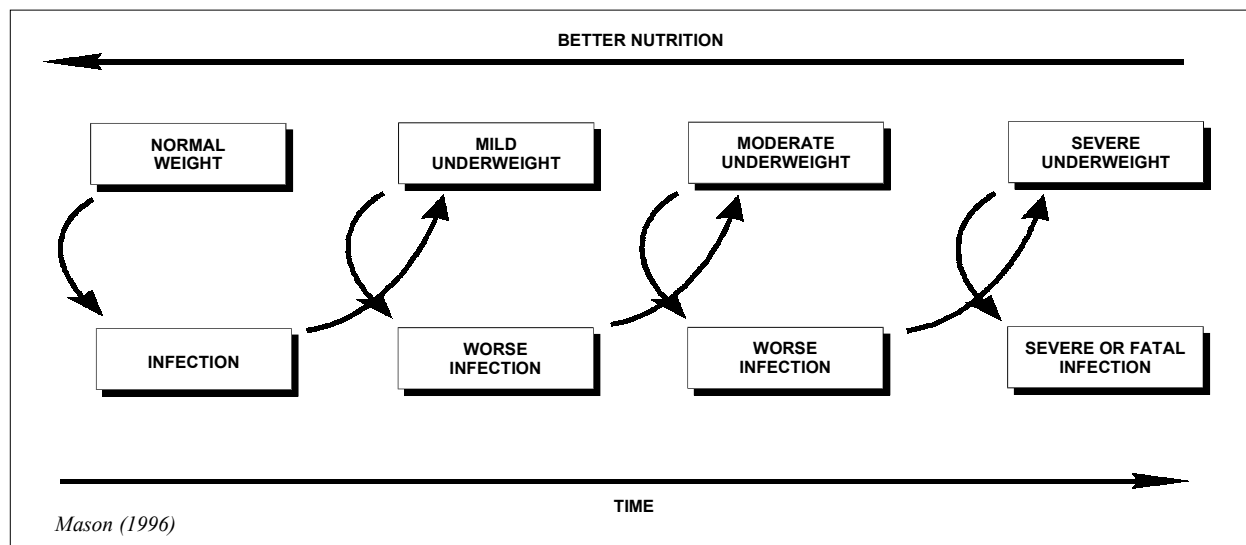 BETTER NUTRITION
NORMAL
WEIGHT
MILD
UNDERWEIGHT
MODERATE
UNDERWEIGHT
SEVERE
UNDERWEIGHT
INFECTION
WORSE
INFECTION
WORSE
INFECTION
SEVERE OR FATAL
INFECTION
TIME
Mason (1996)